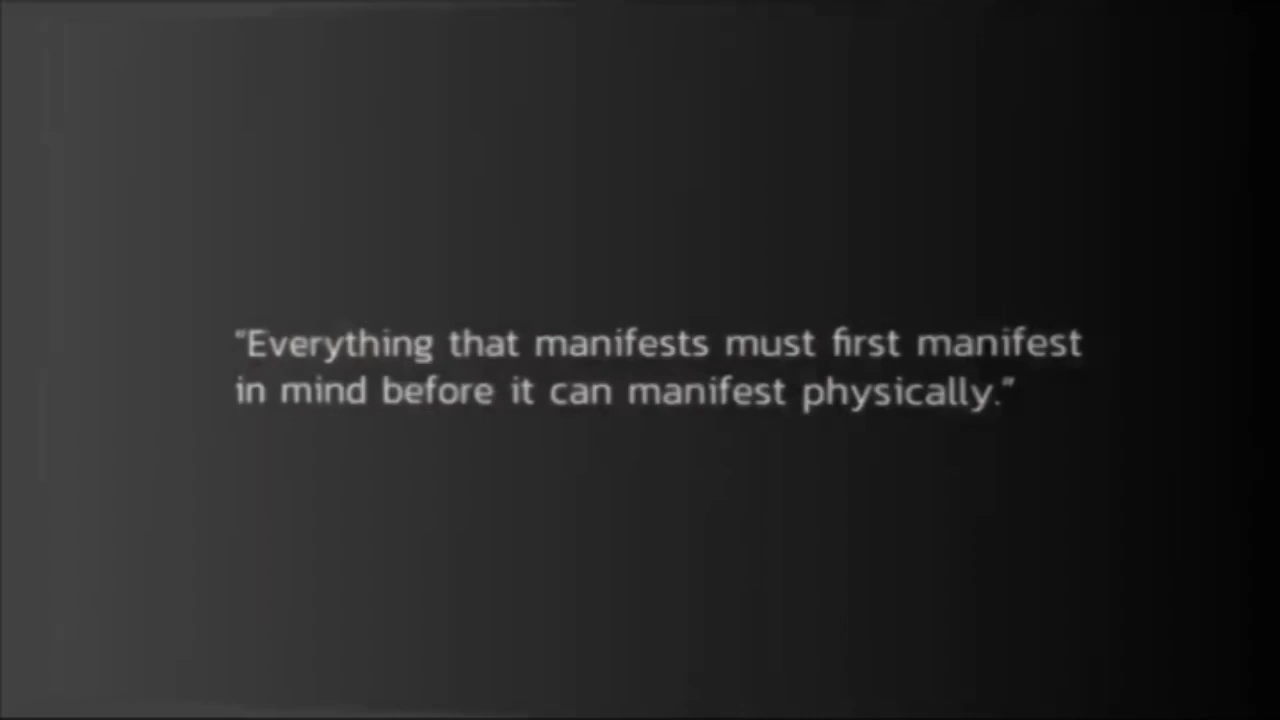 “Everything that manifests must first manifest
in mind before it can manifest physically.”